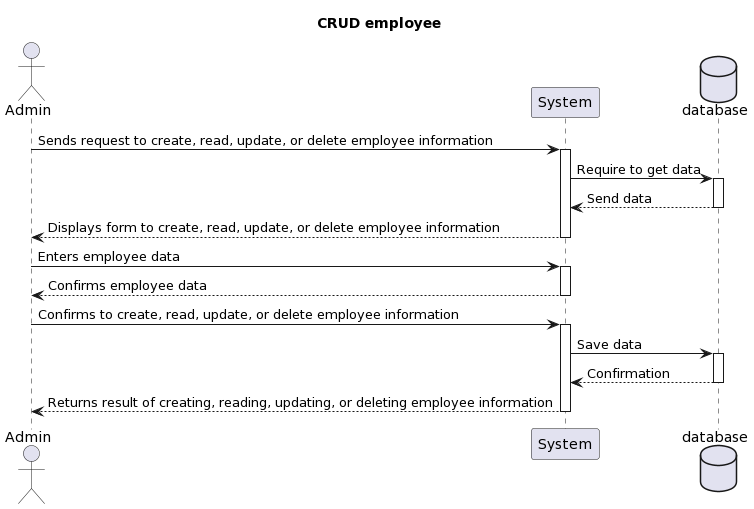 CRUD employee
Admin
System
database
Sends request to create, read, update, or delete employee information
Require to get data
Send data
Displays form to create, read, update, or delete employee information
Enters employee data
Confirms employee data
Confirms to create, read, update, or delete employee information
Save data
Confirmation
Returns result of creating, reading, updating, or deleting employee information
Admin
System
database